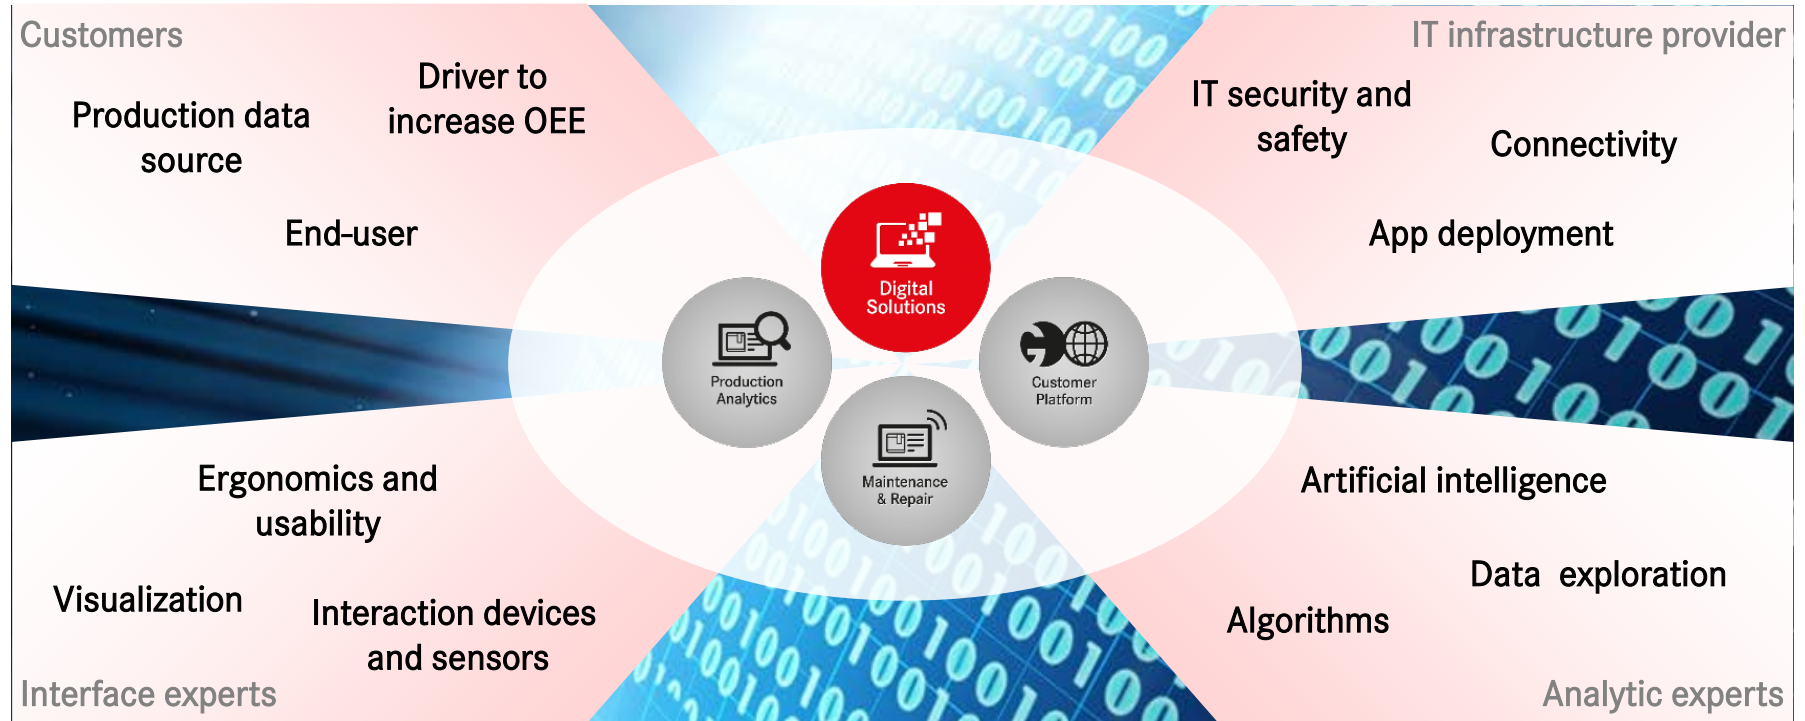 Customers
Driver to
increase OEE
Production data
source
End-user
IT infrastructure provider
IT security and
safety
Connectivity
App deployment
Digital
Solutions
Production
Analytics
Customer
Platform
Maintenance
& Repair
Ergonomics and
usability
Visualization
Interaction devices
and sensors
Interface experts
Artificial intelligence
Data exploration
Algorithms
Analytic experts